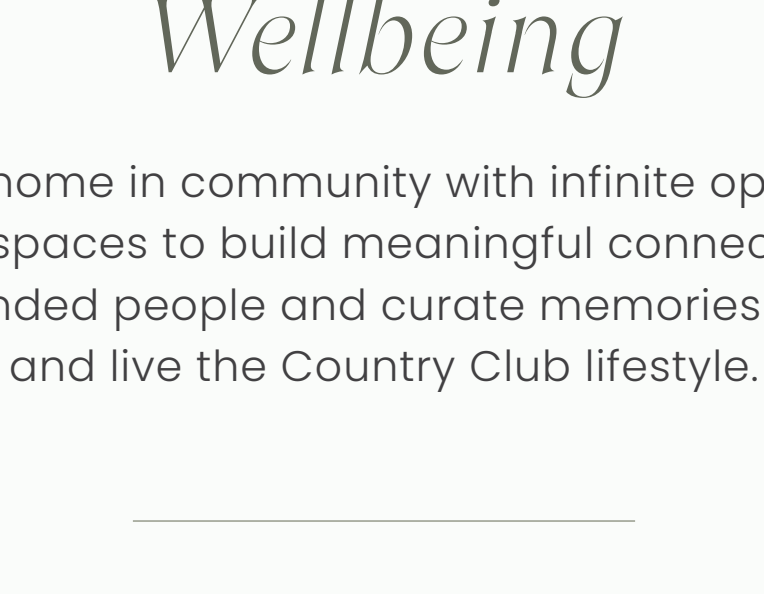 Wellbeing
home in community with infinite op
spaces to build meaningful connec
nded people and curate memories
and live the Country Club lifestyle.